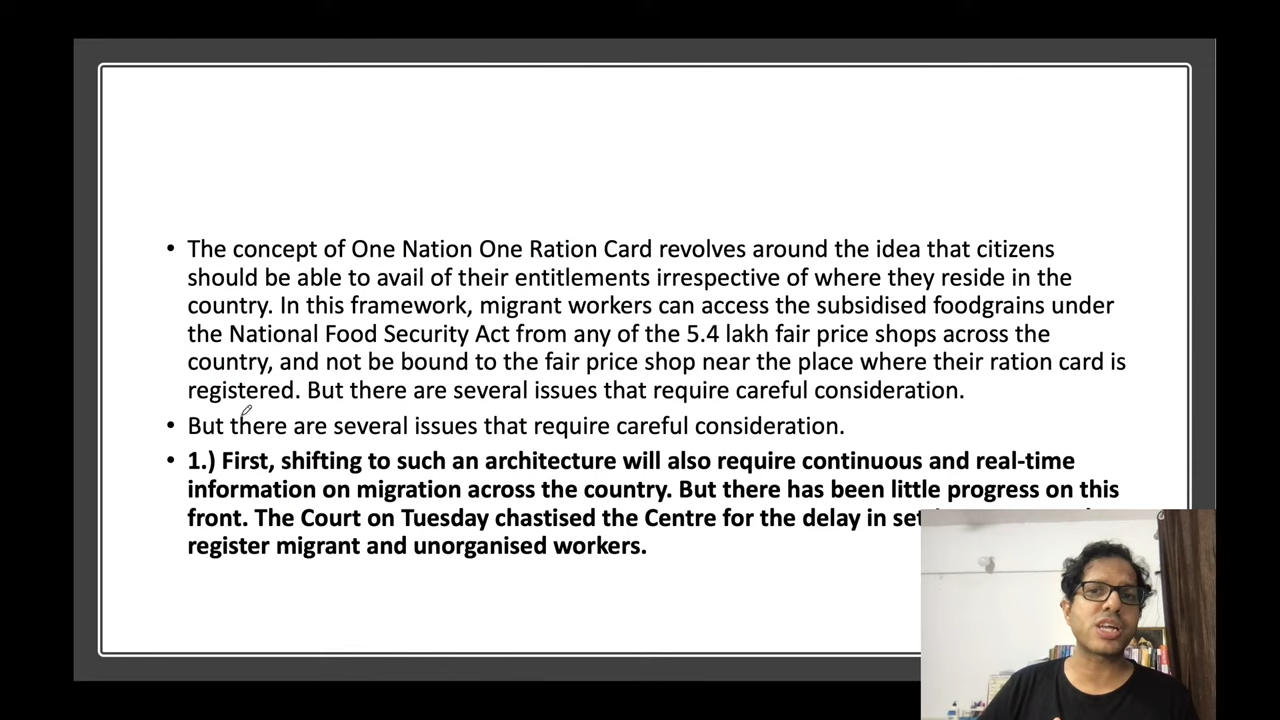 • The concept of One Nation One Ration Card revolves around the idea that citizens
should be able to avail of their entitlements irrespective of where they reside in the
country. In this framework, migrant workers can access the subsidised foodgrains under
the National Food Security Act from any of the 5.4 lakh fair price shops across the
country, and not be bound to the fair price shop near the place where their ration card is
registered. But there are several issues that require careful consideration.
• But there are several issues that require careful consideration.
• 1.) First, shifting to such an architecture will also require continuous and real-time
information on migration across the country. But there has been little progress on this
front. The Court on Tuesday chastised the Centre for the delay in
register migrant and unorganised workers.